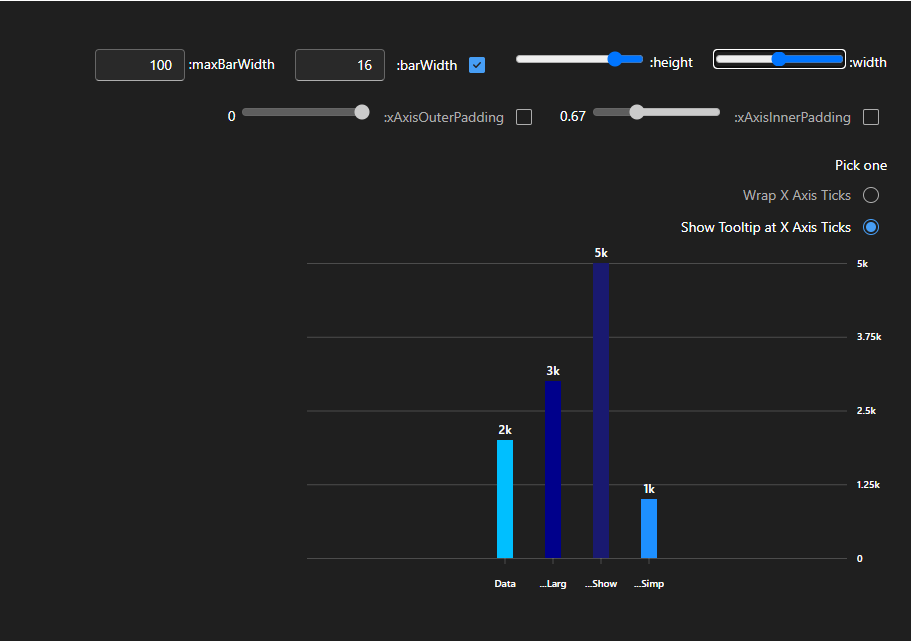 100 :maxBarWidth 16 :barWidth :height :width
0 :xAxisOuterPadding 0.67 :xAxisInnerPadding
Pick one
Wrap X Axis Ticks
Show Tooltip at X Axis Ticks
5k
5k
3.75k
3k
2.5k
2k
1k
1.25k
0
Data ...Larg ...Show ...Simp